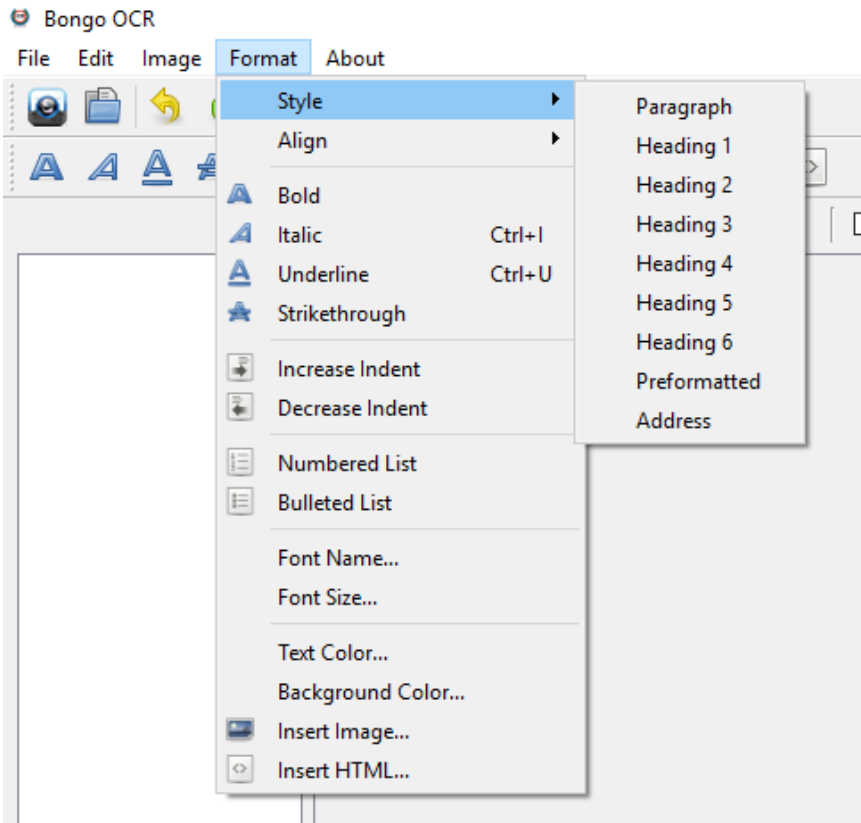 Bongo OCR
File Edit Image Format About
Style
Align
Bold
Italic Ctrl+I
Underline Ctrl+U
Strikethrough
Increase Indent
Decrease Indent
Numbered List
Bulleted List
Font Name...
Font Size...
Text Color...
Background Color...
Insert Image...
Insert HTML...
Paragraph
Heading 1
Heading 2
Heading 3
Heading 4
Heading 5
Heading 6
Preformatted
Address